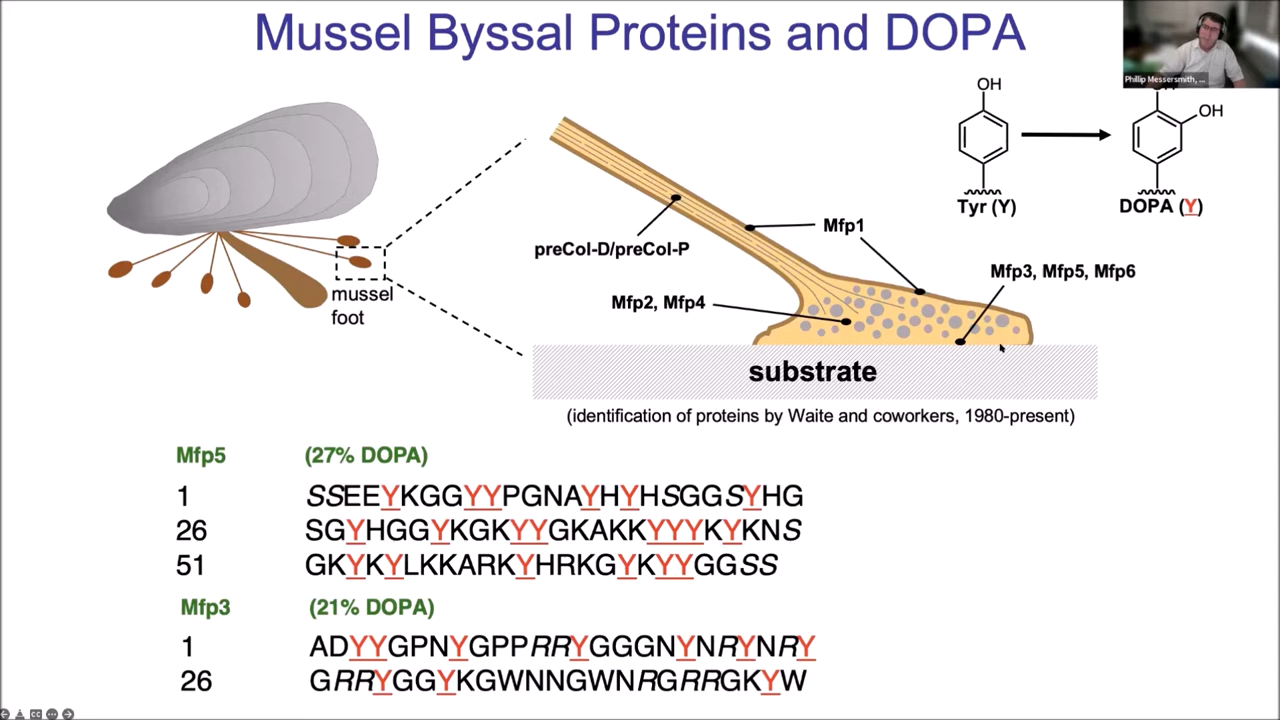 Mussel Byssal Proteins and DOPA
Phillip Messersmith, ...
OH
OH
OH
Tyr (Y)
DOPA (Y)
Mfp1
preCol-D/preCol-P
Mfp3, Mfp5, Mfp6
Mfp2, Mfp4
mussel
foot
substrate
(identification of proteins by Waite and coworkers, 1980-present)
Mfp5 (27% DOPA)
1 SSEEYKGGYYPGNAYHYHSGGSYHG
26 SGYHGGYKGKYYGKAKKYYYKYKNS
51 GKYKYLKKARKYHRKGYKYYGGSS
Mfp3 (21% DOPA)
1 ADYYGPNYGPPRRYGGGNYNRYNRY
26 GRRYGGYKGWNNGWNRGRRGKYW